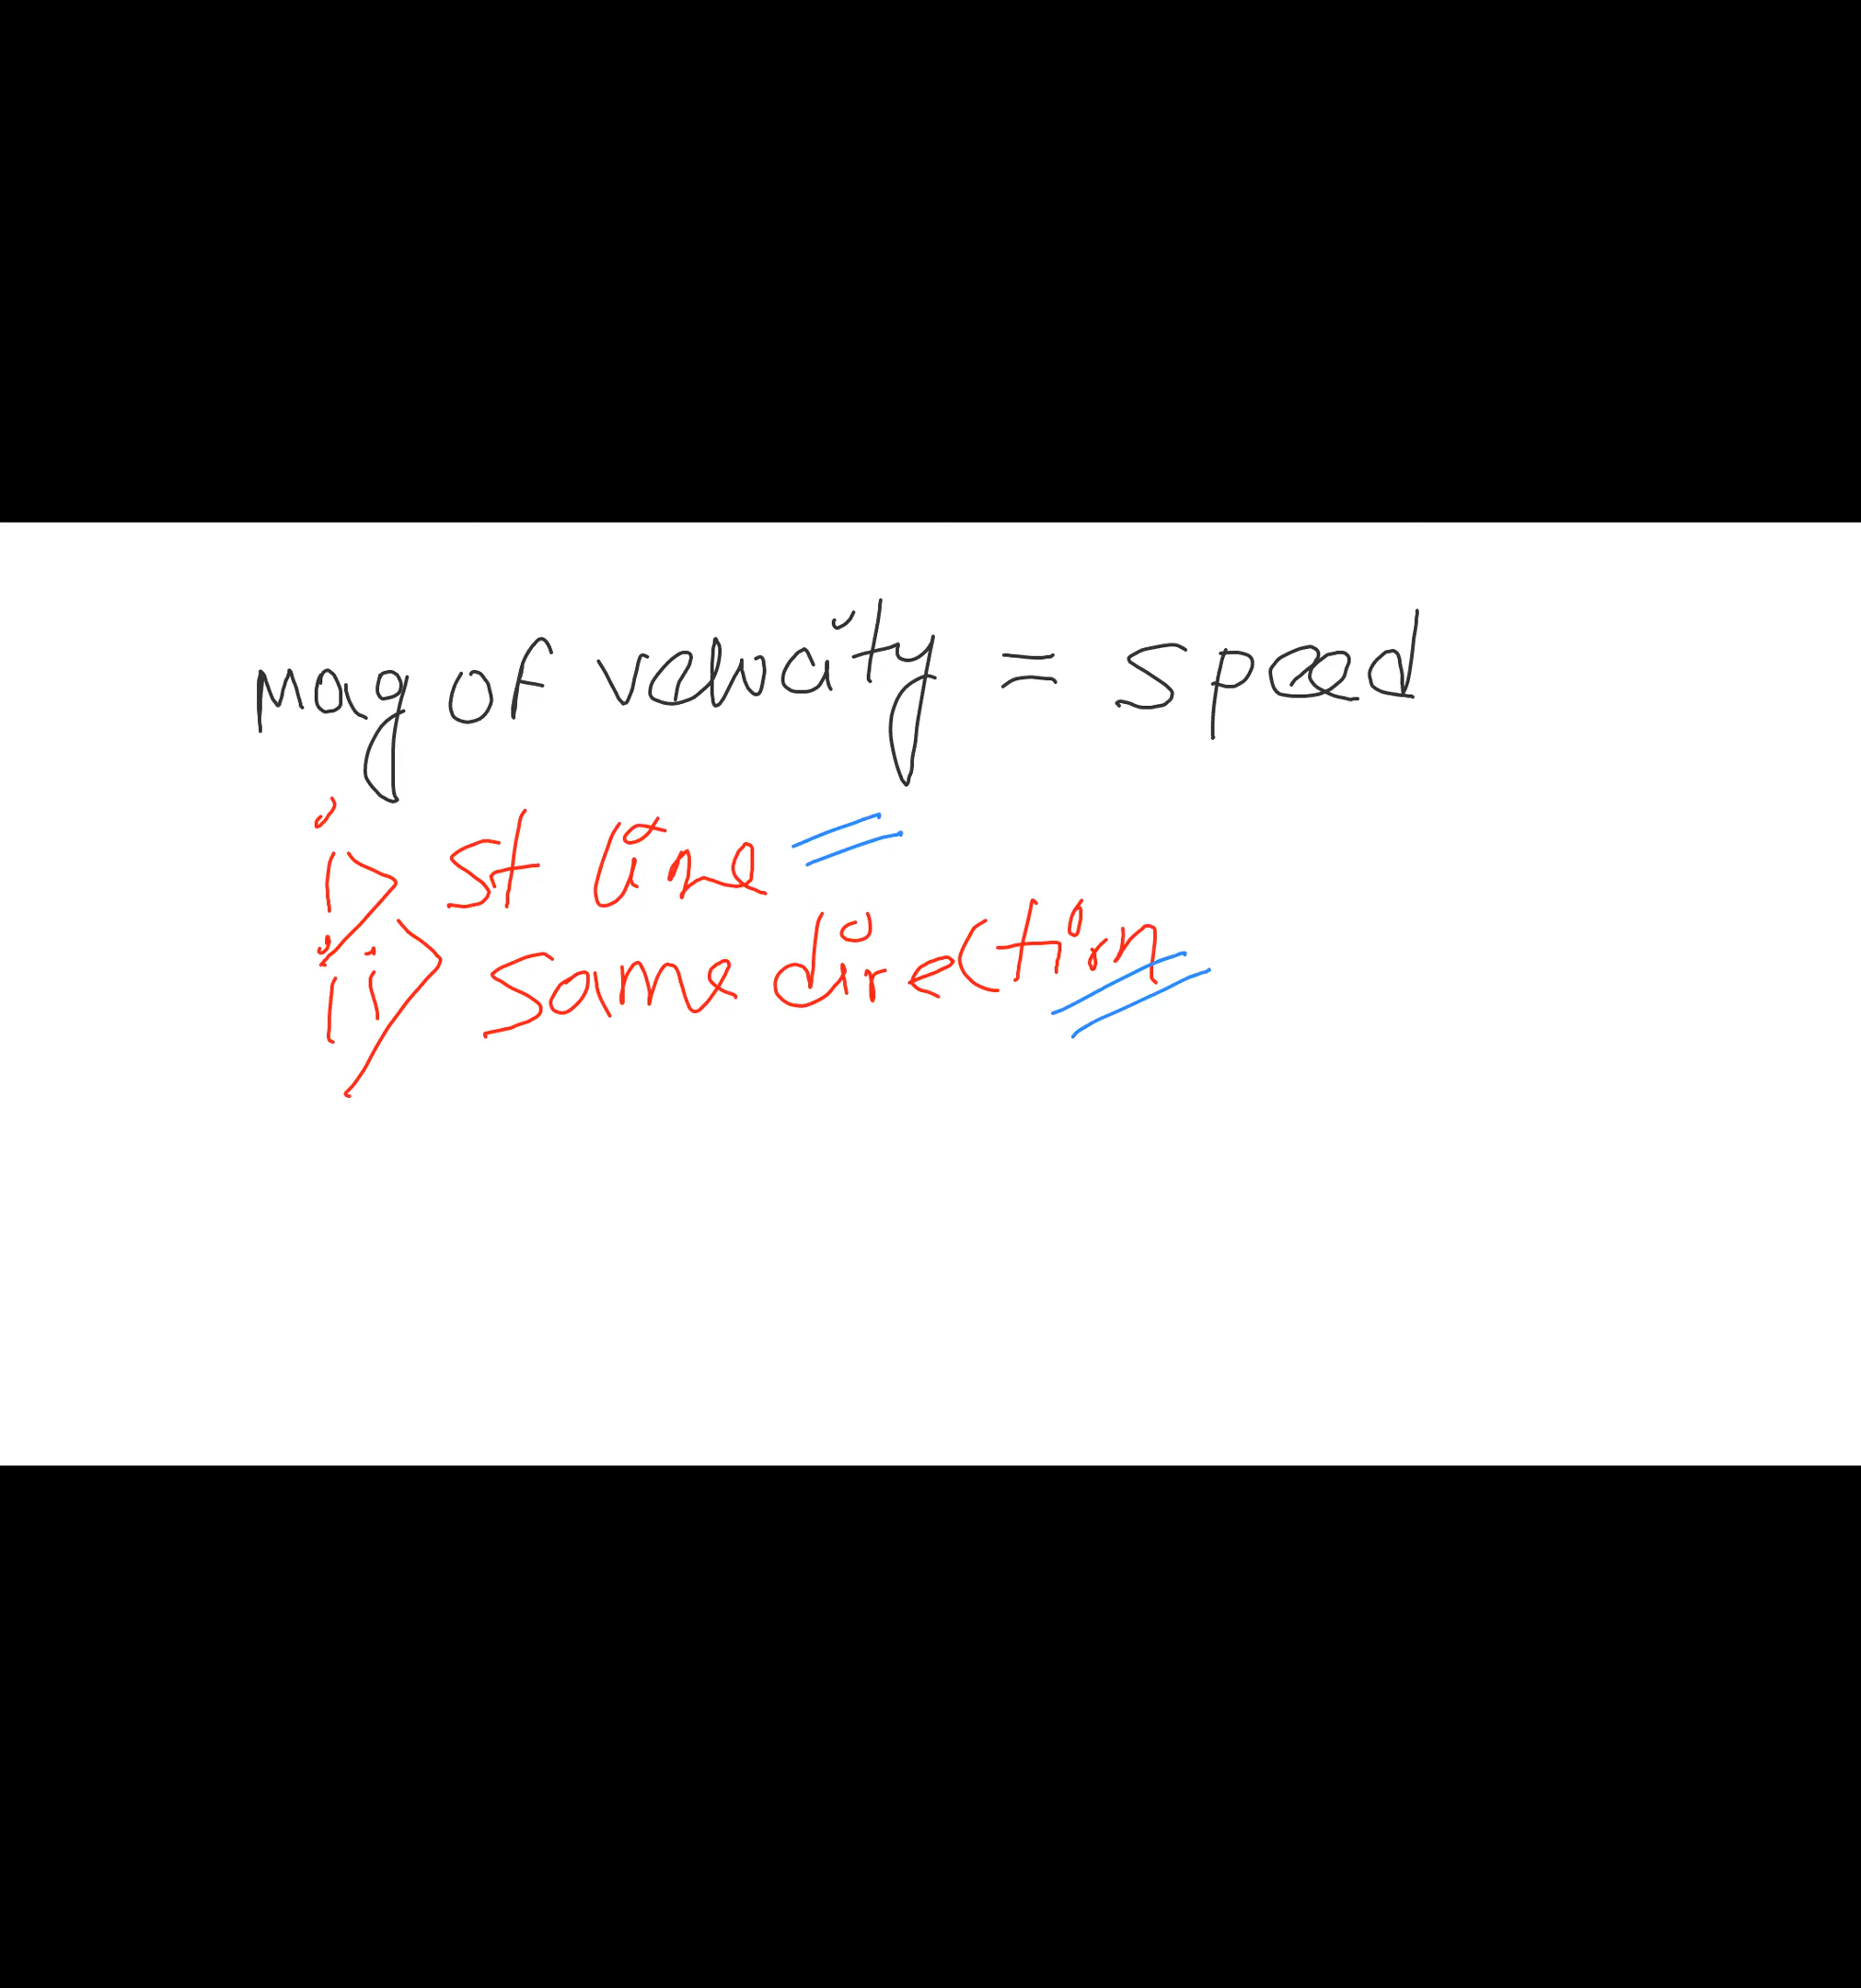 mag of velocity = speed
i> st line
ii> same direction